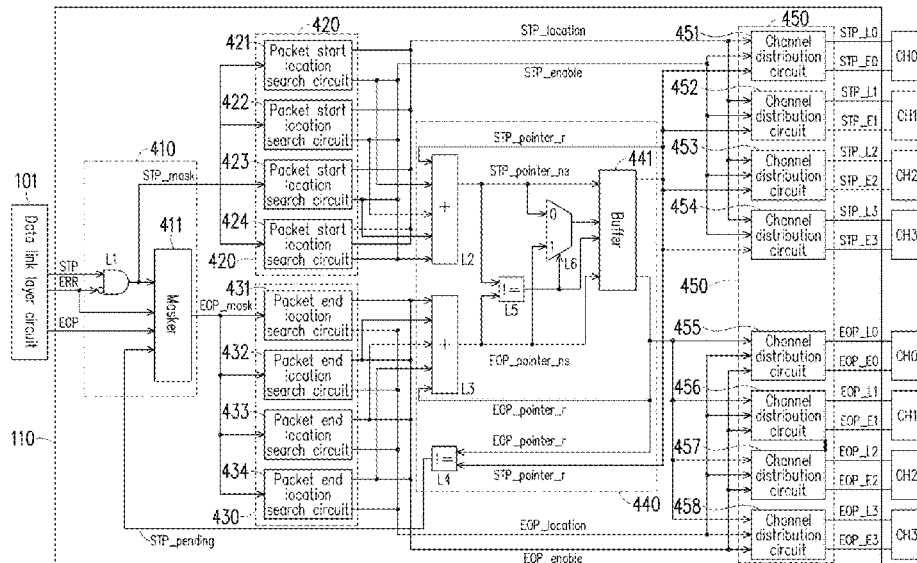 420
421
Packet start
location
search circuit
422
Packet start
location
search circuit
423
Packet start
location
search circuit
424
Packet start
location
search circuit
420
410
STP_mask
101
Data link
layer circuit
STP
ERR
EOP
L1
411
Masker
EOP_mask
110
431
Packet end
location
search circuit
432
Packet end
location
search circuit
433
Packet end
location
search circuit
434
Packet end
location
search circuit
430
STP_pending
STP_location
STP_enable
STP_pointer_r
STP_pointer_ns
+
L2
0
1
L6
!=
L5
441
Buffer
+
L3
EOP_pointer_ns
EOP_pointer_r
EOP_pointer_r
!=
L4
STP_pointer_r
440
EOP_location
EOP_enable
450
451
Channel
distribution
circuit
STP_L0
STP_E0
CH0
452
Channel
distribution
circuit
STP_L1
STP_E1
CH1
453
Channel
distribution
circuit
STP_L2
STP_E2
CH2
454
Channel
distribution
circuit
STP_L3
STP_E3
CH3
450
455
Channel
distribution
circuit
EOP_L0
EOP_E0
CH0
456
Channel
distribution
circuit
EOP_L1
EOP_E1
CH1
457
Channel
distribution
circuit
EOP_L2
EOP_E2
CH2
458
Channel
distribution
circuit
EOP_L3
EOP_E3
CH3